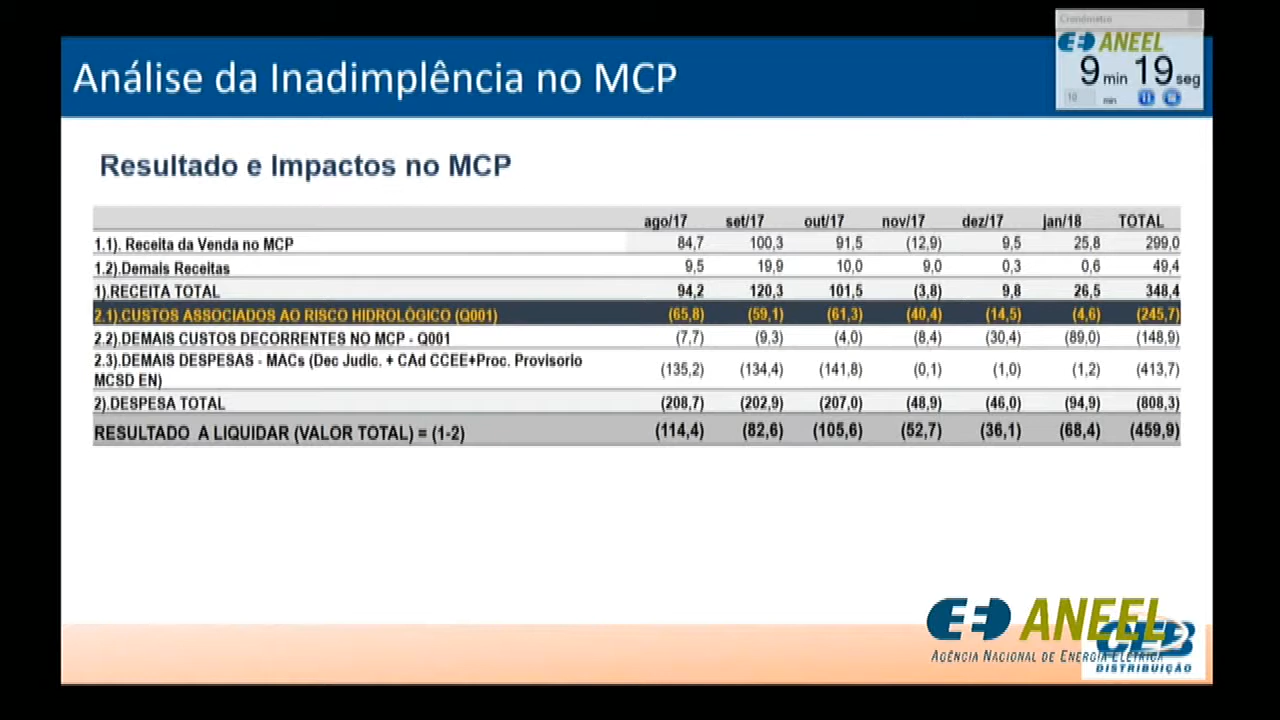 Cronômetro
ANEEL
9 min 19 seg
10 min
Análise da Inadimplência no MCP
Resultado e Impactos no MCP
ago/17 set/17 out/17 nov/17 dez/17 jan/18 TOTAL
1.1). Receita da Venda no MCP 84,7 100,3 91,5 (12,9) 9,5 25,8 299,0
1.2).Demais Receitas 9,5 19,9 10,0 9,0 0,3 0,6 49,4
1).RECEITA TOTAL 94,2 120,3 101,5 (3,8) 9,8 26,5 348,4
2.1).CUSTOS ASSOCIADOS AO RISCO HIDROLÓGICO (Q001) (65,8) (59,1) (61,3) (40,4) (14,5) (4,6) (245,7)
2.2).DEMAIS CUSTOS DECORRENTES NO MCP - Q001 (7,7) (9,3) (4,0) (8,4) (30,4) (89,0) (148,9)
2.3).DEMAIS DESPESAS - MACs (Dec Judic. + CAd CCEE+Proc. Provisorio
MCSD EN) (135,2) (134,4) (141,8) (0,1) (1,0) (1,2) (413,7)
2).DESPESA TOTAL (208,7) (202,9) (207,0) (48,9) (46,0) (94,9) (808,3)
RESULTADO A LIQUIDAR (VALOR TOTAL) = (1-2) (114,4) (82,6) (105,6) (52,7) (36,1) (68,4) (459,9)
ANEEL
AGÊNCIA NACIONAL DE ENERGIA ELÉTRICA
CEB
DISTRIBUIÇÃO